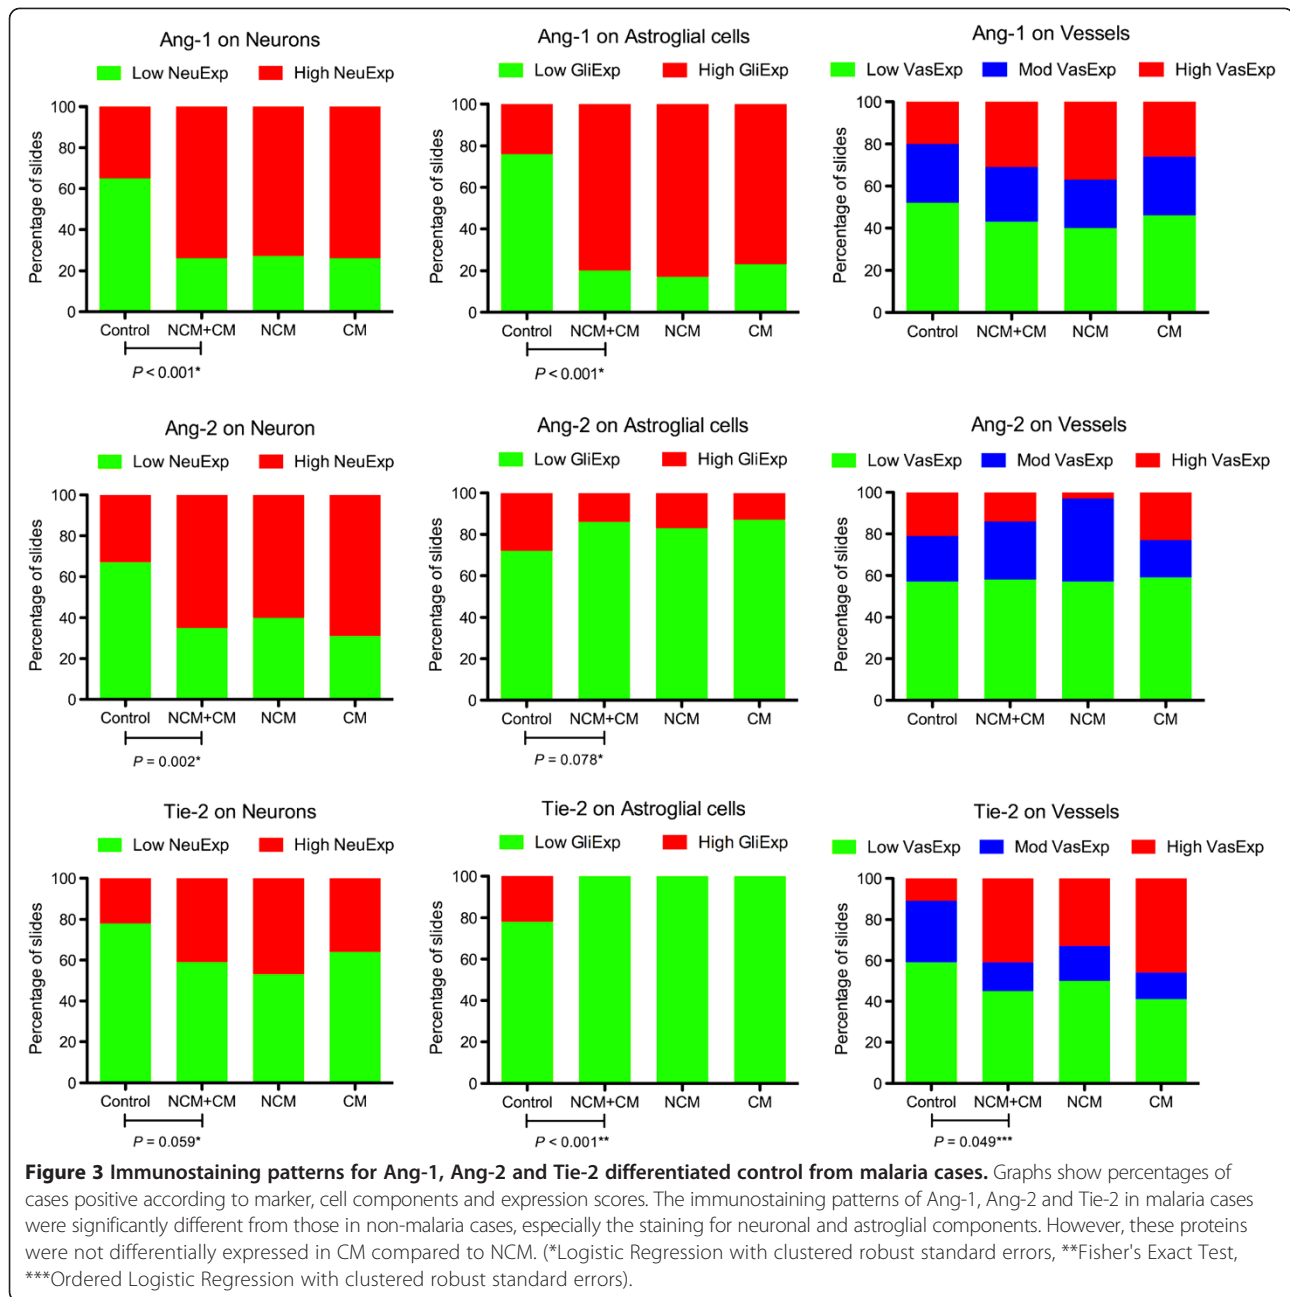 Ang-1 on Neurons
Low NeuExp High NeuExp
Percentage of slides
100
80
60
40
20
0
Control NCM+CM NCM CM
P < 0.001*
Ang-1 on Astroglial cells
Low GliExp High GliExp
Percentage of slides
100
80
60
40
20
0
Control NCM+CM NCM CM
P < 0.001*
Ang-1 on Vessels
Low VasExp Mod VasExp High VasExp
Percentage of slides
100
80
60
40
20
0
Control NCM+CM NCM CM
Ang-2 on Neuron
Low NeuExp High NeuExp
Percentage of slides
100
80
60
40
20
0
Control NCM+CM NCM CM
P = 0.002*
Ang-2 on Astroglial cells
Low GliExp High GliExp
Percentage of slides
100
80
60
40
20
0
Control NCM+CM NCM CM
P = 0.078*
Ang-2 on Vessels
Low VasExp Mod VasExp High VasExp
Percentage of slides
100
80
60
40
20
0
Control NCM+CM NCM CM
Tie-2 on Neurons
Low NeuExp High NeuExp
Percentage of slides
100
80
60
40
20
0
Control NCM+CM NCM CM
P = 0.059*
Tie-2 on Astroglial cells
Low GliExp High GliExp
Percentage of slides
100
80
60
40
20
0
Control NCM+CM NCM CM
P < 0.001**
Tie-2 on Vessels
Low VasExp Mod VasExp High VasExp
Percentage of slides
100
80
60
40
20
0
Control NCM+CM NCM CM
P = 0.049***
Figure 3 Immunostaining patterns for Ang-1, Ang-2 and Tie-2 differentiated control from malaria cases. Graphs show percentages of
cases positive according to marker, cell components and expression scores. The immunostaining patterns of Ang-1, Ang-2 and Tie-2 in malaria cases
were significantly different from those in non-malaria cases, especially the staining for neuronal and astroglial components. However, these proteins
were not differentially expressed in CM compared to NCM. (*Logistic Regression with clustered robust standard errors, **Fisher's Exact Test,
***Ordered Logistic Regression with clustered robust standard errors).